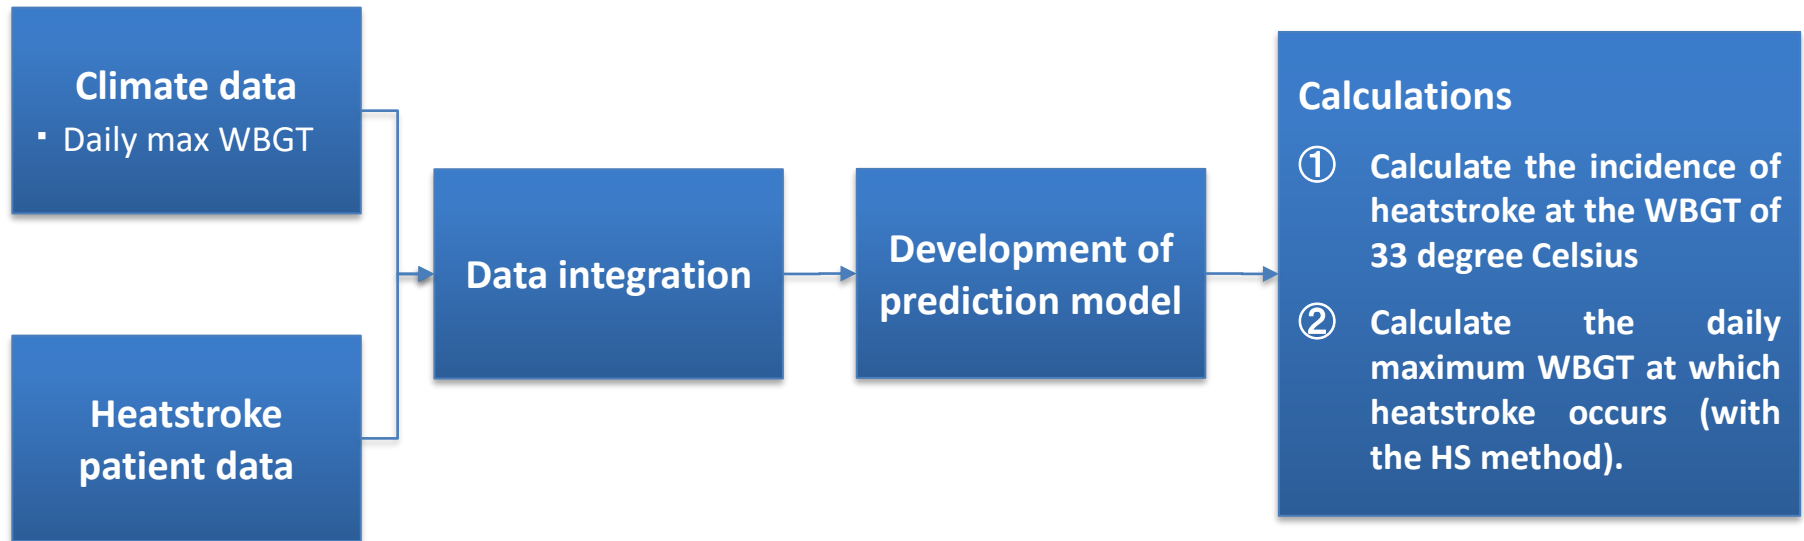 Climate data
▪ Daily max WBGT
Heatstroke
patient data
Data integration
Development of
prediction model
Calculations
① Calculate the incidence of
heatstroke at the WBGT of
33 degree Celsius
② Calculate the daily
maximum WBGT at which
heatstroke occurs (with
the HS method).